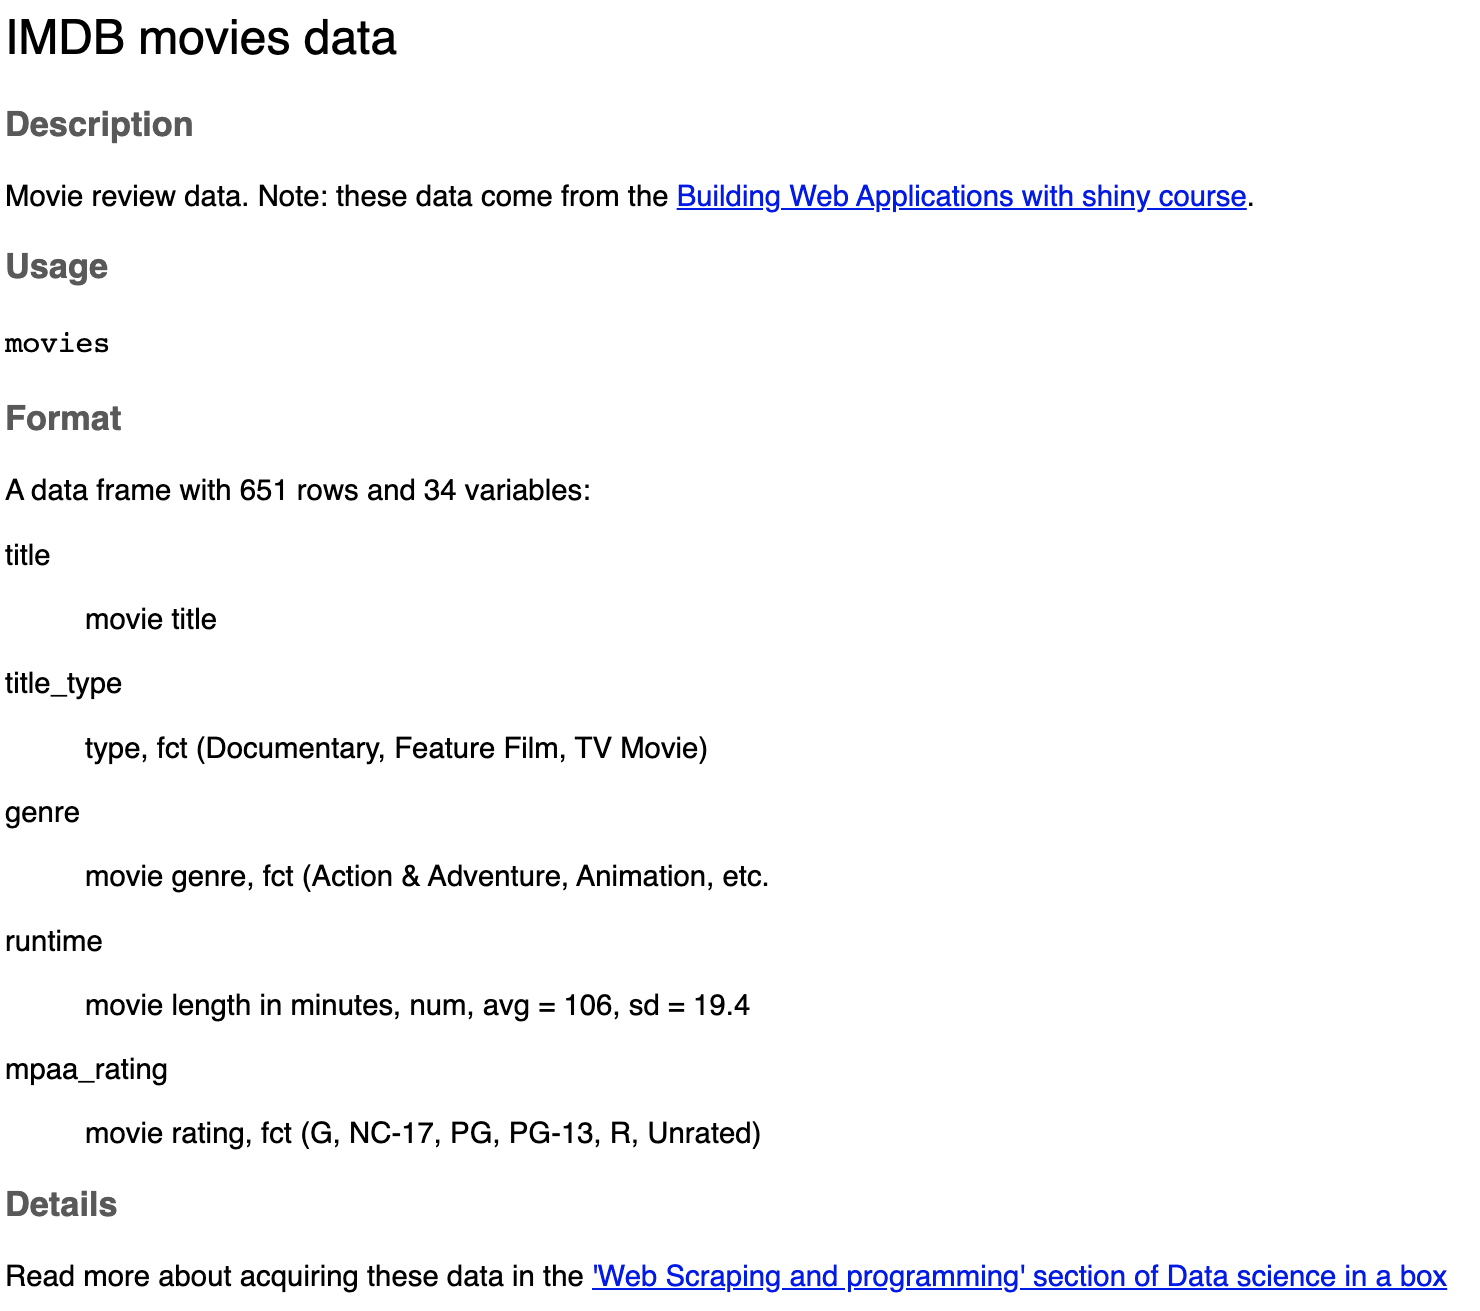 IMDB movies data
Description
Movie review data. Note: these data come from the Building Web Applications with shiny course.
Usage
movies
Format
A data frame with 651 rows and 34 variables:
title
movie title
title_type
type, fct (Documentary, Feature Film, TV Movie)
genre
movie genre, fct (Action & Adventure, Animation, etc.
runtime
movie length in minutes, num, avg = 106, sd = 19.4
mpaa_rating
movie rating, fct (G, NC-17, PG, PG-13, R, Unrated)
Details
Read more about acquiring these data in the 'Web Scraping and programming' section of Data science in a box